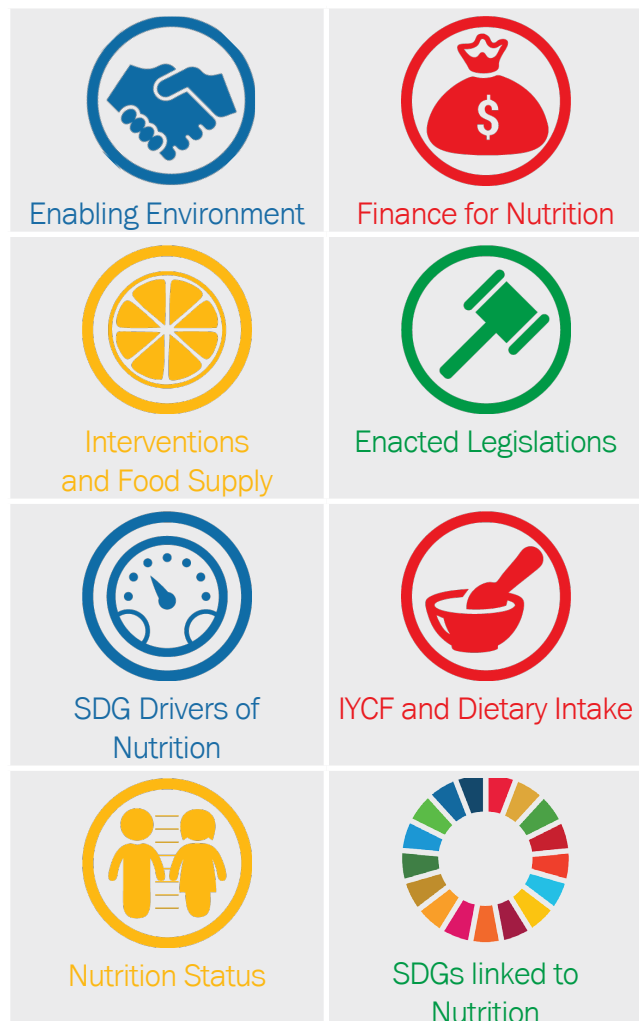 $
Enabling Environment
Finance for Nutrition
Interventions
and Food Supply
Enacted Legislations
SDG Drivers of
Nutrition
IYCF and Dietary Intake
Nutrition Status
SDGs linked to
Nutrition